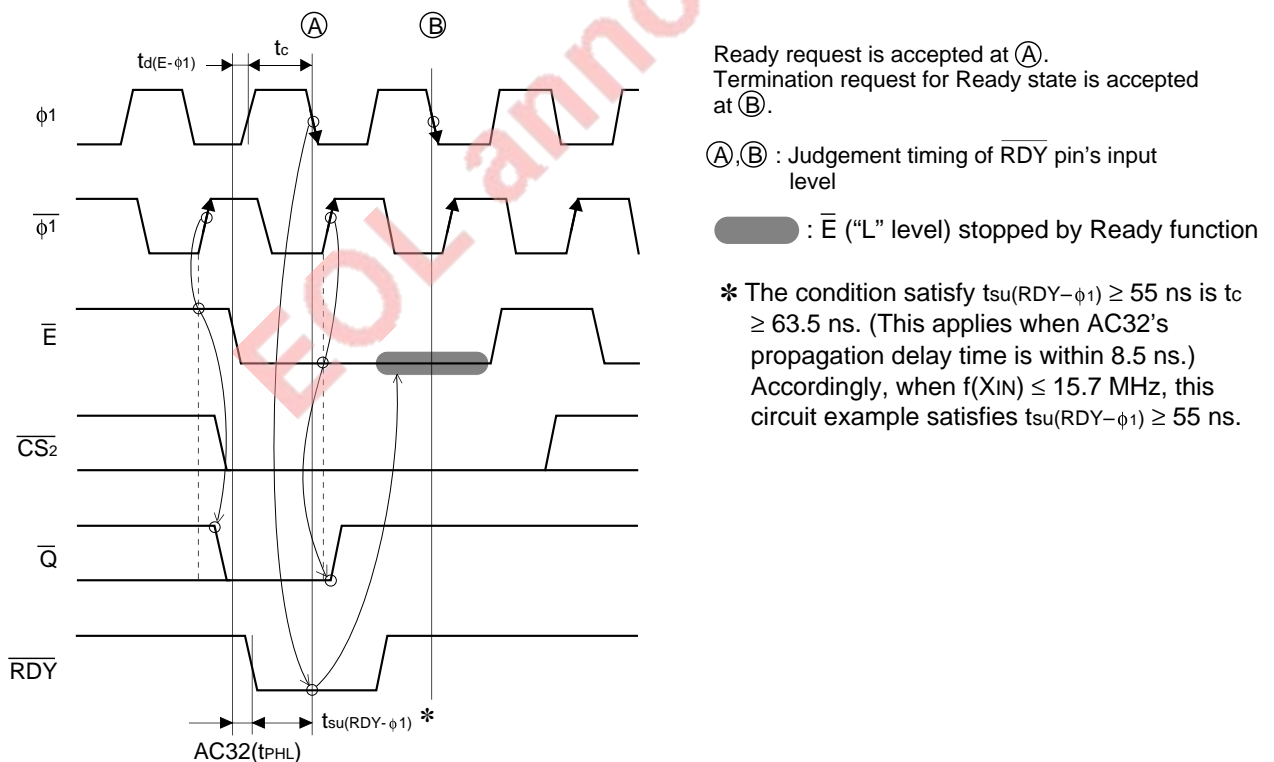 A
B
td(E-ϕ1)
tc
ϕ1
ϕ1
E
CS2
Q
RDY
tsu(RDY-ϕ1) ✻
AC32(tPHL)
Ready request is accepted at Ⓐ.
Termination request for Ready state is accepted
at Ⓑ.
Ⓐ,Ⓑ : Judgement timing of RDY pin’s input
level
: E (“L” level) stopped by Ready function
✻ The condition satisfy tsu(RDY–ϕ1) ≥ 55 ns is tc
≥ 63.5 ns. (This applies when AC32’s
propagation delay time is within 8.5 ns.)
Accordingly, when f(XIN) ≤ 15.7 MHz, this
circuit example satisfies tsu(RDY–ϕ1) ≥ 55 ns.